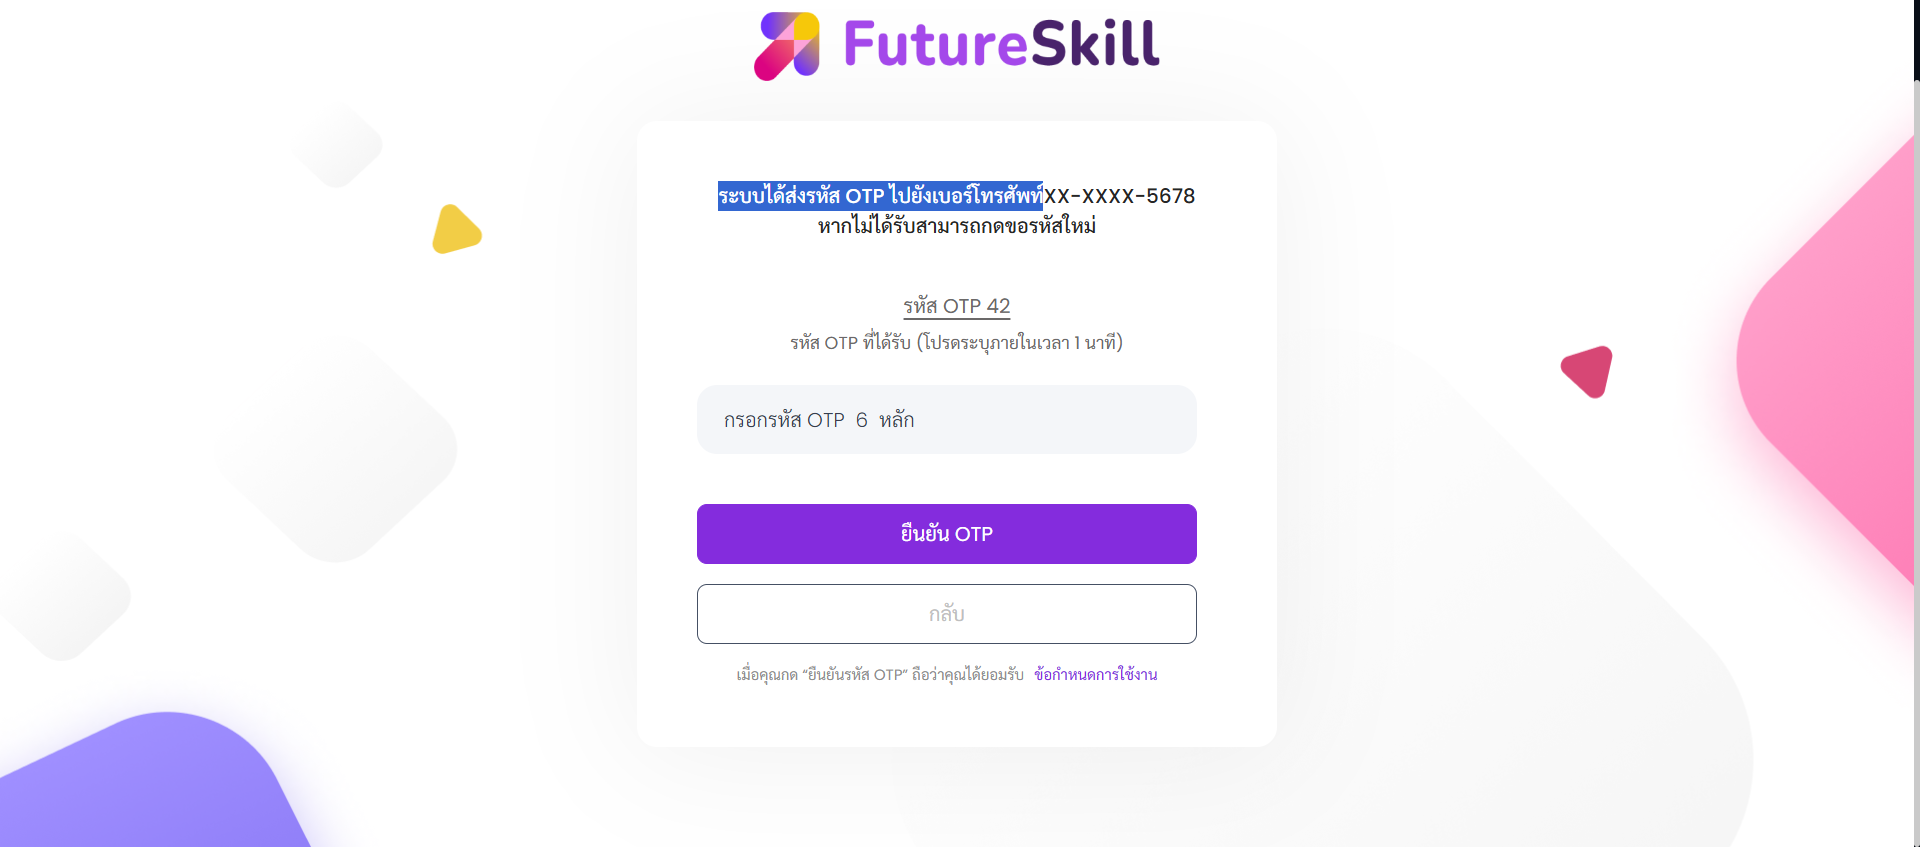 FutureSkill
ระบบได้ส่งรหัส OTP ไปยังเบอร์โทรศัพท์XX-XXXX-5678
หากไม่ได้รับสามารถกดขอรหัสใหม่
รหัส OTP 42
รหัส OTP ที่ได้รับ (โปรดระบุภายในเวลา 1 นาที)
กรอกรหัส OTP 6 หลัก
ยืนยัน OTP
กลับ
เมื่อคุณกด “ยืนยันรหัส OTP” ถือว่าคุณได้ยอมรับ ข้อกำหนดการใช้งาน